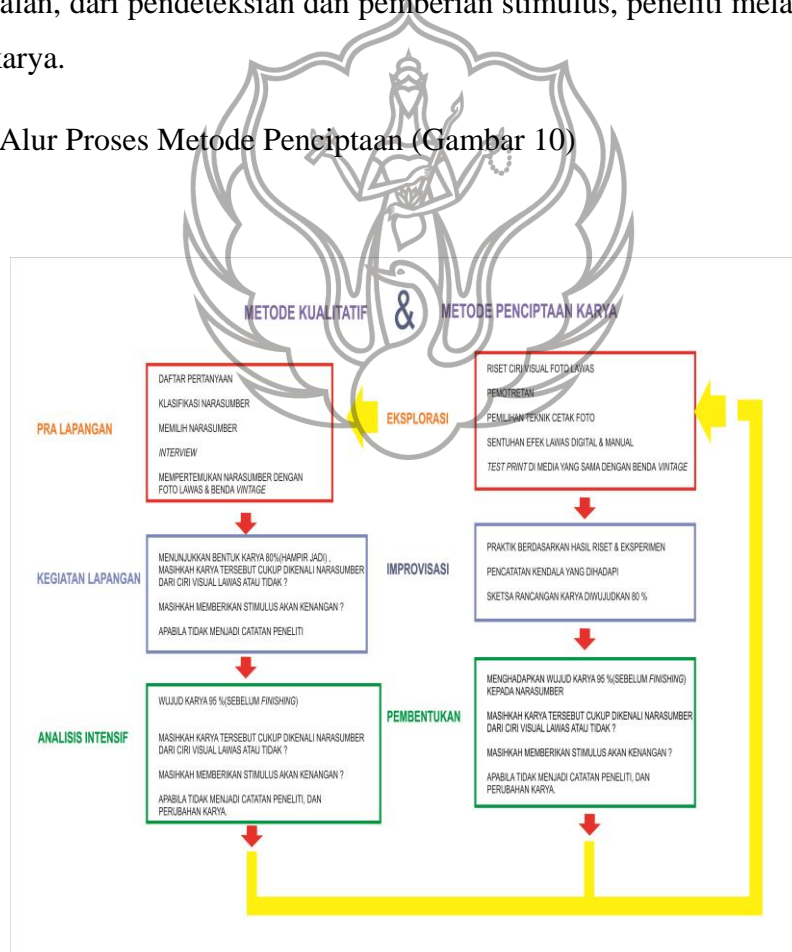 alan, dari pendeteksian dan pemberian stimulus, peneliti mela
karya.
Alur Proses Metode Penciptaan (Gambar 10)
METODE KUALITATIF & METODE PENCIPTAAN KARYA
PRA LAPANGAN
DAFTAR PERTANYAAN
KLASIFIKASI NARASUMBER
MEMILIH NARASUMBER
INTERVIEW
MEMPERTEMUKAN NARASUMBER DENGAN
FOTO LAWAS & BENDA VINTAGE
EKSPLORASI
RISET CIRI VISUAL FOTO LAWAS
PEMOTRETAN
PEMILIHAN TEKNIK CETAK FOTO
SENTUHAN EFEK LAWAS DIGITAL & MANUAL
TEST PRINT DI MEDIA YANG SAMA DENGAN BENDA VINTAGE
KEGIATAN LAPANGAN
MENUNJUKKAN BENTUK KARYA 80%(HAMPIR JADI) ,
MASIHKAH KARYA TERSEBUT CUKUP DIKENALI NARASUMBER
DARI CIRI VISUAL LAWAS ATAU TIDAK ?
MASIHKAH MEMBERIKAN STIMULUS AKAN KENANGAN ?
APABILA TIDAK MENJADI CATATAN PENELITI
IMPROVISASI
PRAKTIK BERDASARKAN HASIL RISET & EKSPERIMEN
PENCATATAN KENDALA YANG DIHADAPI
SKETSA RANCANGAN KARYA DIWUJUDKAN 80 %
ANALISIS INTENSIF
WUJUD KARYA 95 %(SEBELUM FINISHING)
MASIHKAH KARYA TERSEBUT CUKUP DIKENALI NARASUMBER
DARI CIRI VISUAL LAWAS ATAU TIDAK ?
MASIHKAH MEMBERIKAN STIMULUS AKAN KENANGAN ?
APABILA TIDAK MENJADI CATATAN PENELITI, DAN
PERUBAHAN KARYA.
PEMBENTUKAN
MENGHADAPKAN WUJUD KARYA 95 %(SEBELUM FINISHING)
KEPADA NARASUMBER
MASIHKAH KARYA TERSEBUT CUKUP DIKENALI NARASUMBER
DARI CIRI VISUAL LAWAS ATAU TIDAK ?
MASIHKAH MEMBERIKAN STIMULUS AKAN KENANGAN ?
APABILA TIDAK MENJADI CATATAN PENELITI, DAN
PERUBAHAN KARYA.